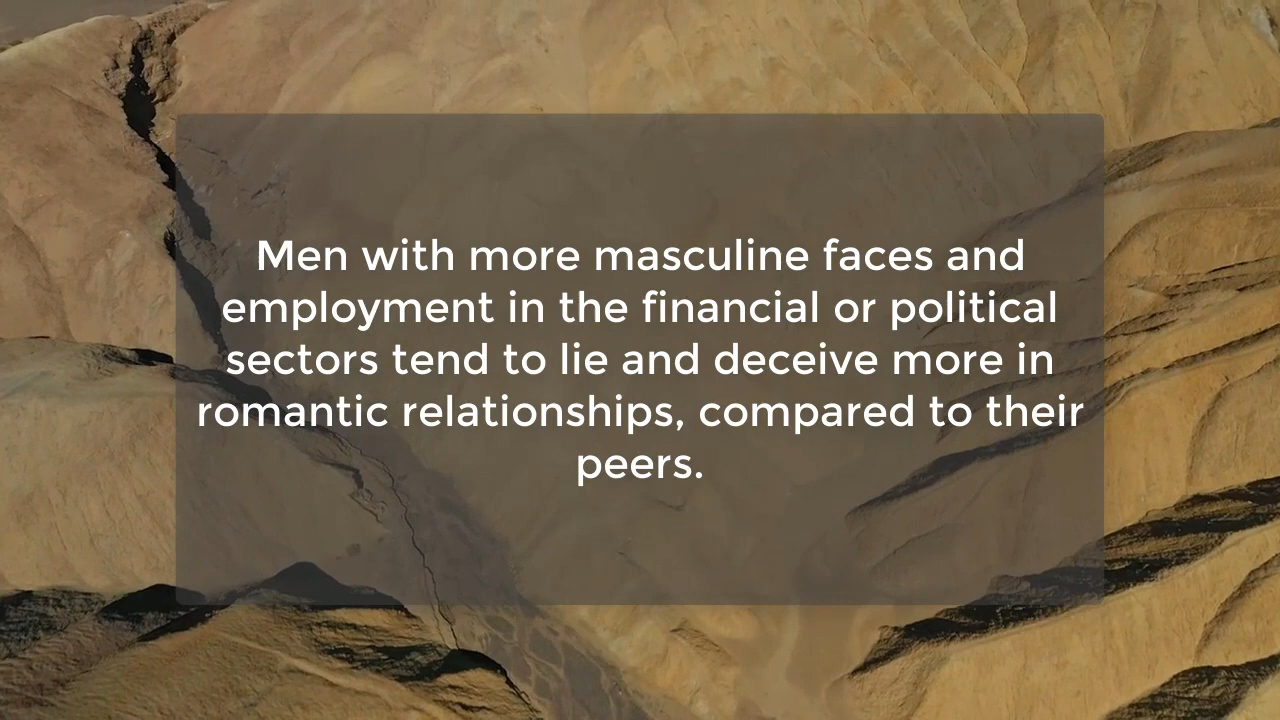 Men with more masculine faces and
employment in the financial or political
sectors tend to lie and deceive more in
romantic relationships, compared to their
peers.